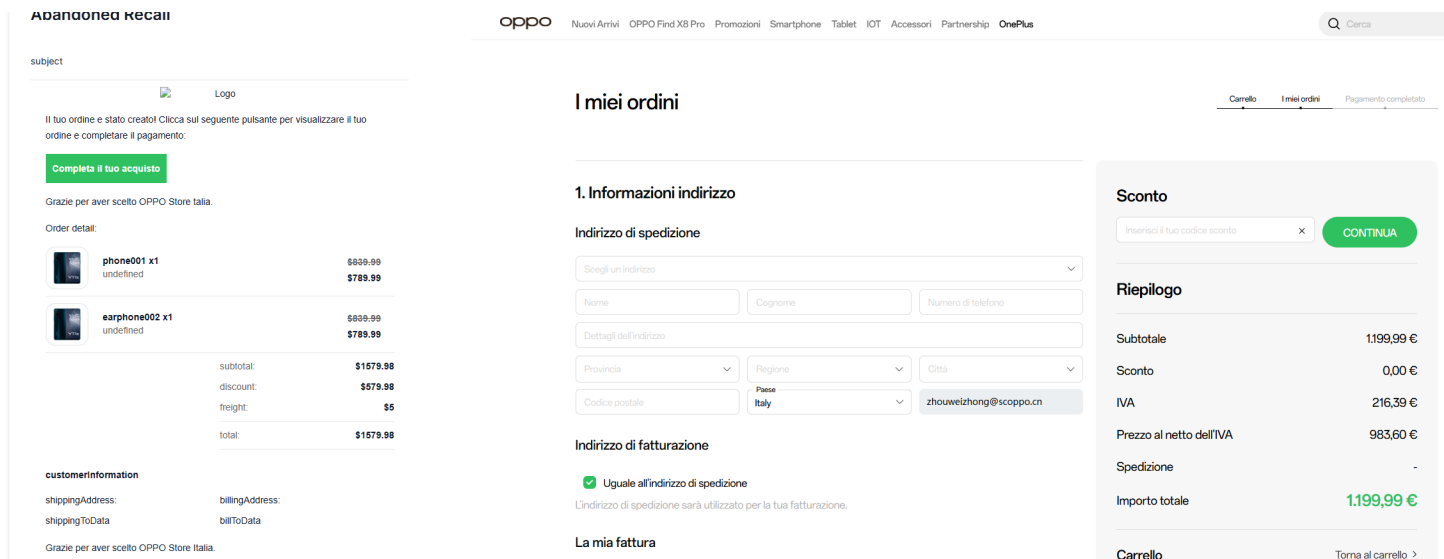 Abandoned Recall
subject
Logo
Il tuo ordine e stato creato! Clicca sul seguente pulsante per visualizzare il tuo
ordine e completare il pagamento:
Completa il tuo acquisto
Grazie per aver scelto OPPO Store talia.
Order detail:
phone001 x1
$839.99
undefined
$789.99
earphone002 x1
$839.99
undefined
$789.99
subtotal: $1579.98
discount: $579.98
freight: $5
total: $1579.98
customerInformation
shippingAddress: billingAddress:
shippingToData billToData
Grazie per aver scelto OPPO Store Italia.
oppo Nuovi Arrivi OPPO Find X8 Pro Promozioni Smartphone Tablet IOT Accessori Partnership OnePlus Cerca
I miei ordini
Carrello I miei ordini Pagamento completato
1. Informazioni indirizzo
Indirizzo di spedizione
Scegli un indirizzo
Nome Cognome Numero di telefono
Dettagli dell'indirizzo
Provincia Regione Città
Codice postale Paese Italy zhouweizhong@scoppo.cn
Indirizzo di fatturazione
Uguale all'indirizzo di spedizione
L'indirizzo di spedizione sarà utilizzato per la tua fatturazione.
La mia fattura
Sconto
Inserisci il tuo codice sconto × CONTINUA
Riepilogo
Subtotale 1.199,99 €
Sconto 0,00 €
IVA 216,39 €
Prezzo al netto dell'IVA 983,60 €
Spedizione -
Importo totale 1.199,99 €
Carrello Torna al carrello >